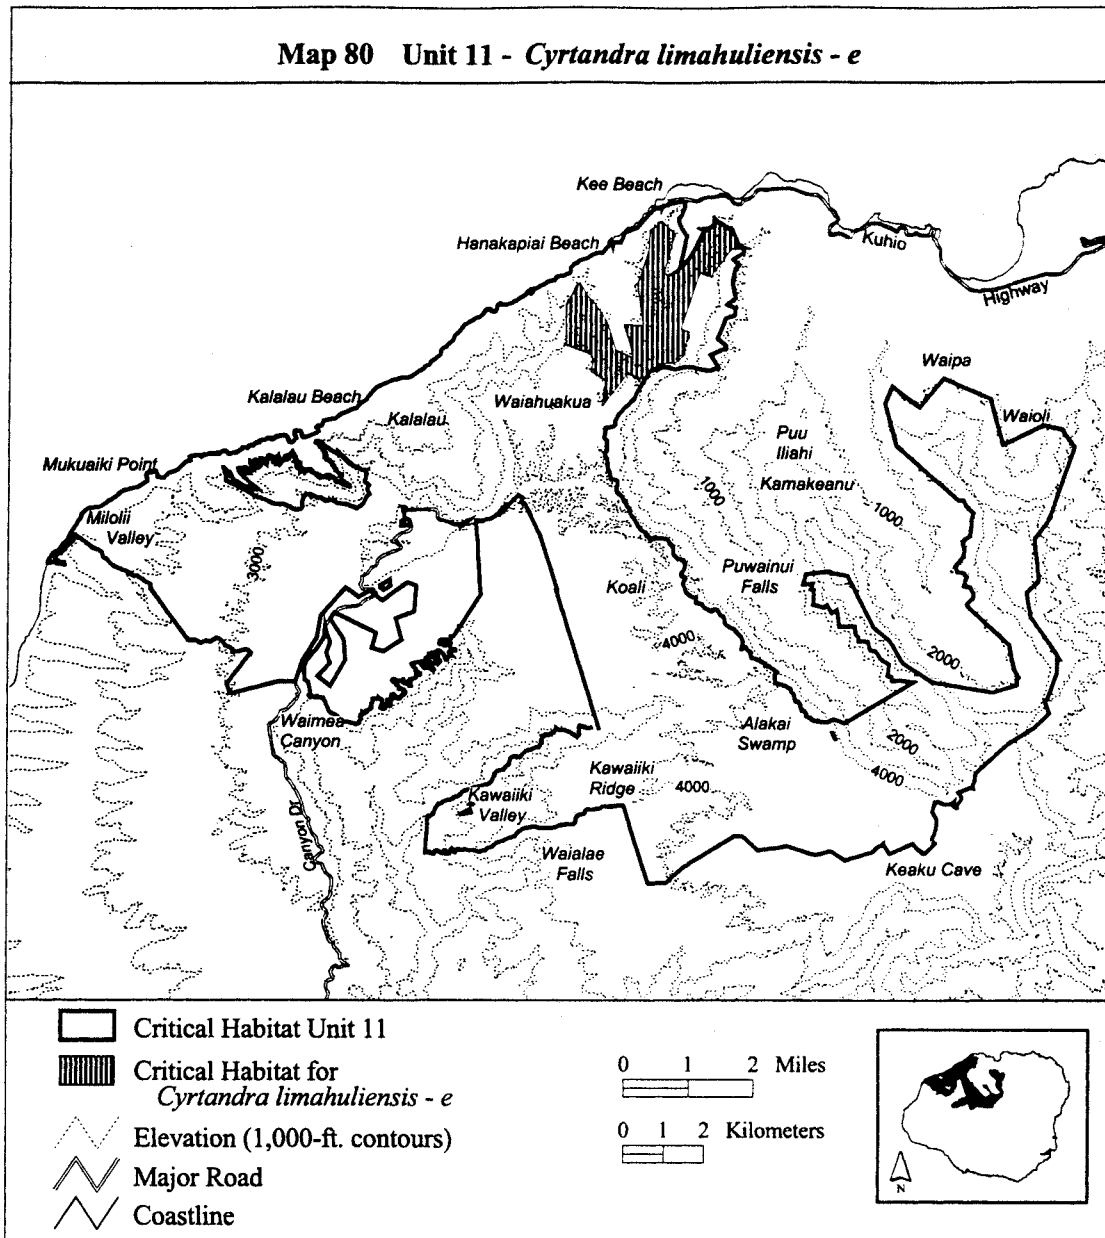 Map 80 Unit 11 - Cyrtandra limahuliensis - e
Kee Beach
Hanakapiai Beach
Kuhio
Highway
Waipa
Kalalau Beach
Kalalau
Waiahuakua
Waioli
Puu
Iliahi
Mukuaiki Point
Kamakeanu
1000
1000
Milolii
Valley
3000
Puwainui
Falls
Koali
4000
2000
Waimea
Canyon
Alakai
Swamp
2000
4000
Kawaiiki
Ridge
4000
Kawaiiki
Valley
Canyon Dr
Waialae
Falls
Keaku Cave
Critical Habitat Unit 11
Critical Habitat for
Cyrtandra limahuliensis - e
Elevation (1,000-ft. contours)
Major Road
Coastline
0 1 2 Miles
0 1 2 Kilometers
N